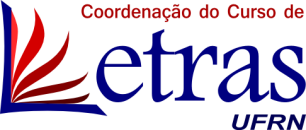 Coordenação do Curso de
Letras
UFRN